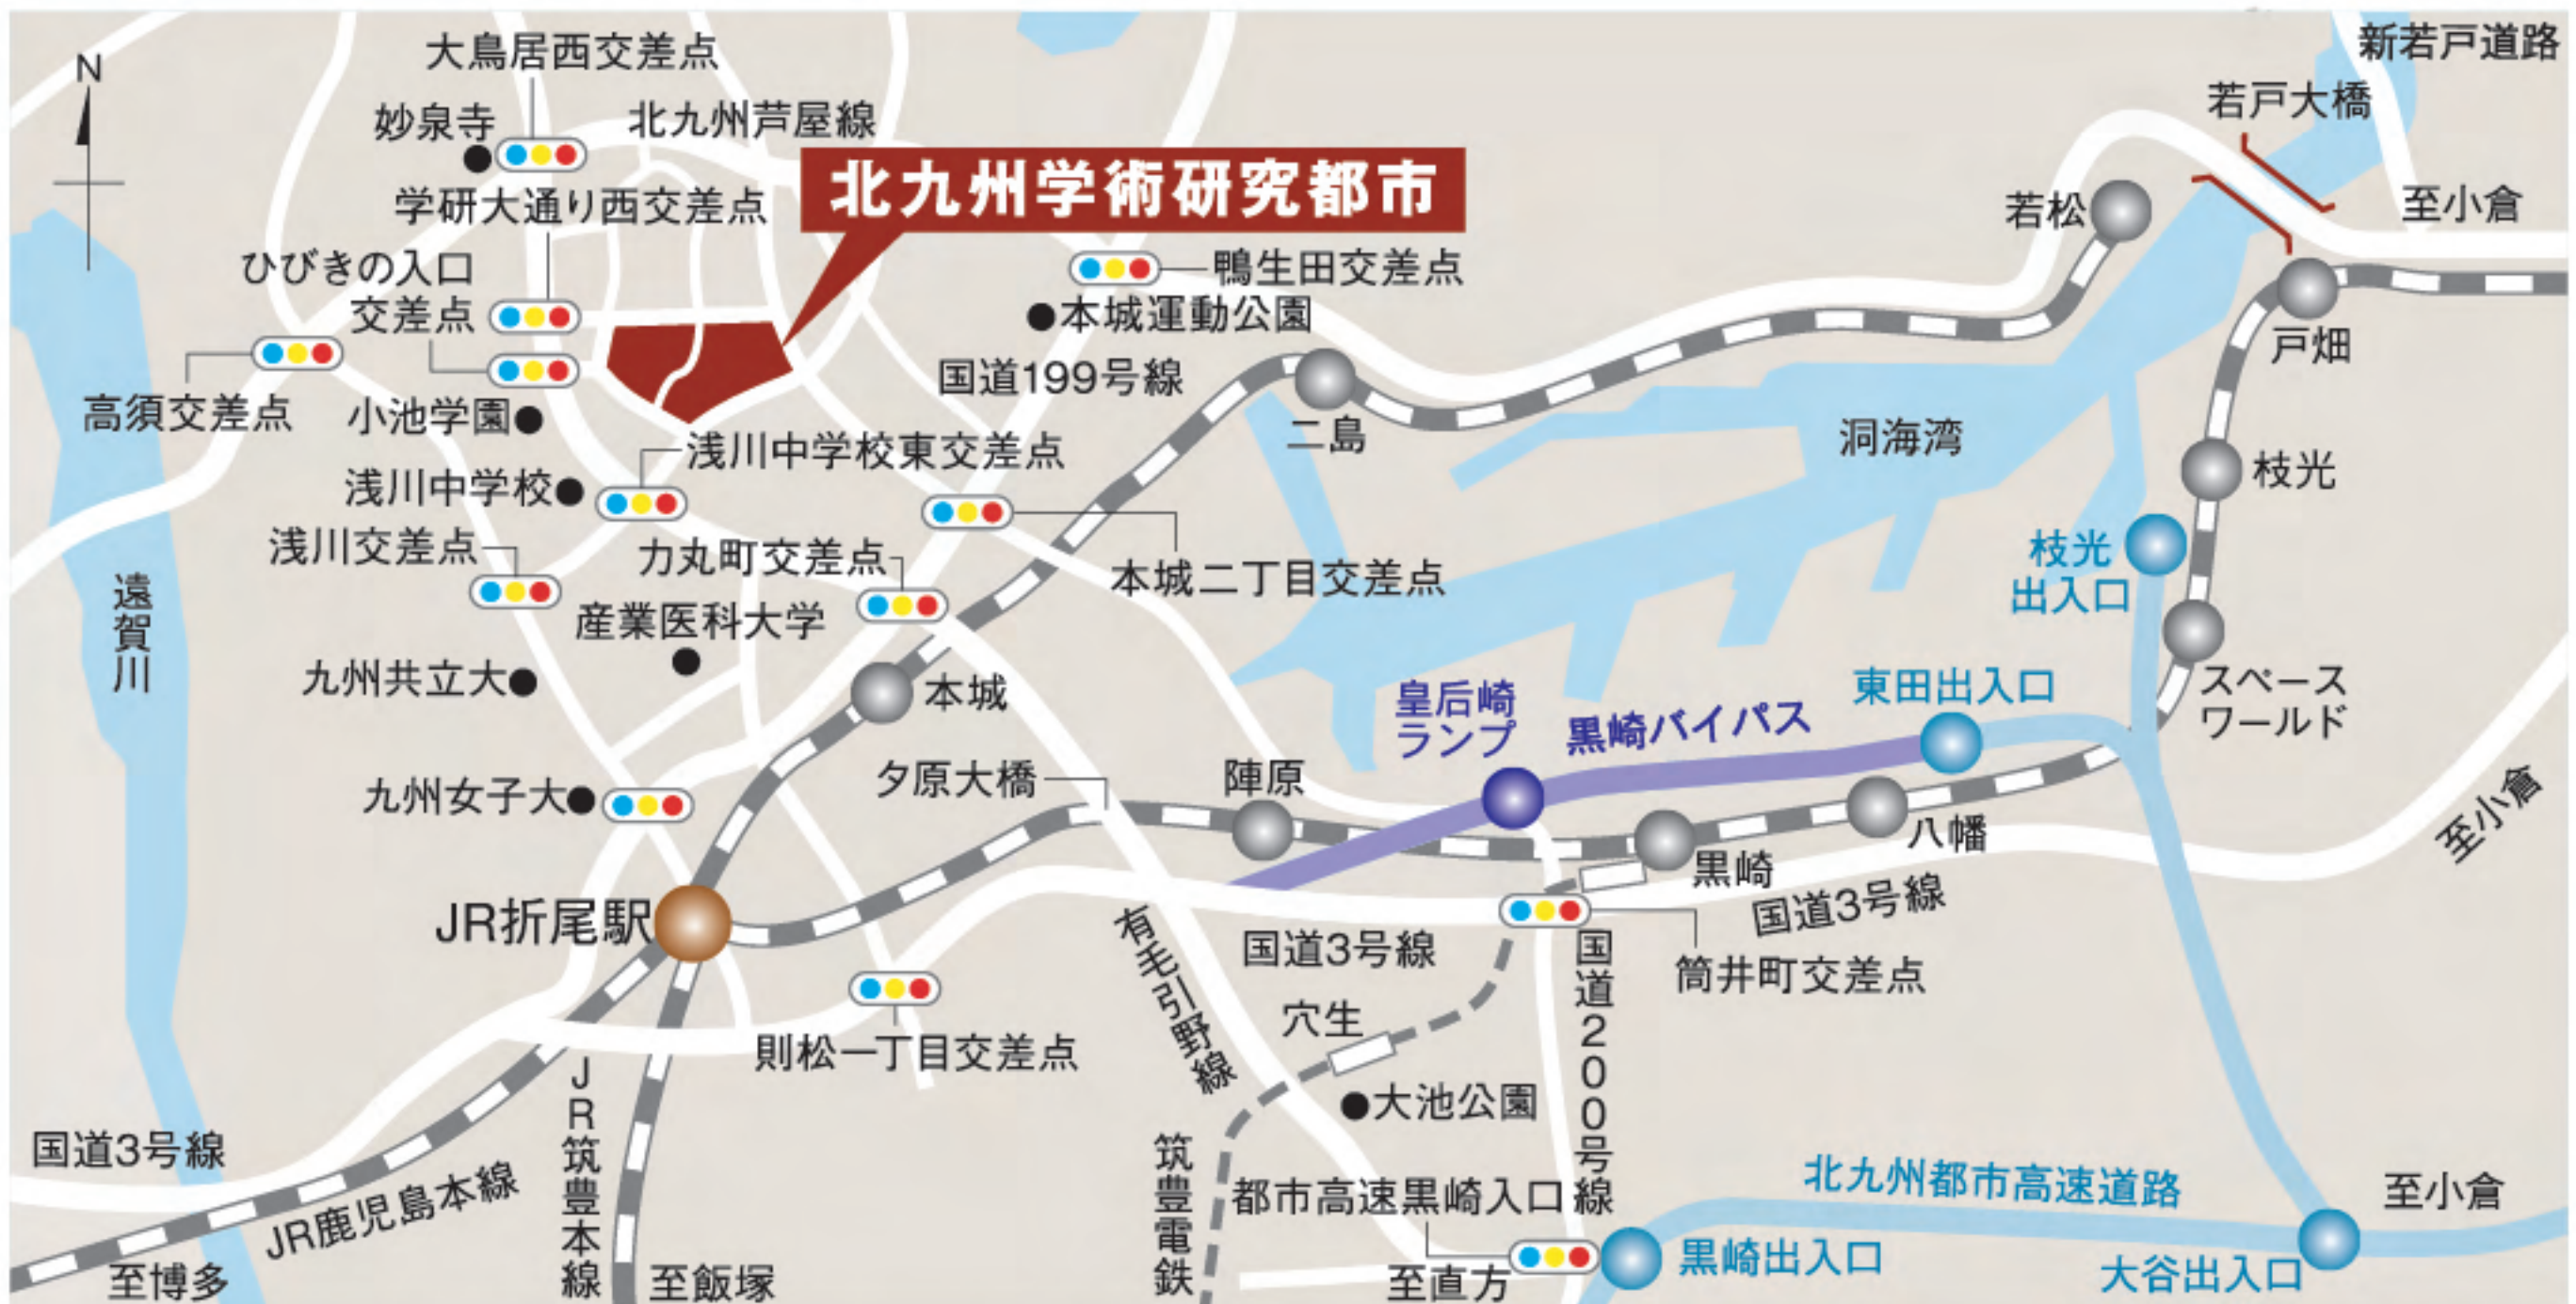 N
大鳥居西交差点
新若戸道路
若戸大橋
妙泉寺
北九州芦屋線
北九州学術研究都市
学研大通り西交差点
若松
至小倉
ひびきの入口
交差点
鴨生田交差点
本城運動公園
戸畑
国道199号線
高須交差点
小池学園
二島
洞海湾
浅川中学校東交差点
枝光
浅川中学校
浅川交差点
力丸町交差点
本城二丁目交差点
枝光
出入口
遠賀川
産業医科大学
九州共立大
本城
皇后崎
ランプ
黒崎バイパス
東田出入口
スペース
ワールド
九州女子大
夕原大橋
陣原
八幡
至小倉
黒崎
JR折尾駅
国道3号線
有毛引野線
国道3号線
国道200号線
筒井町交差点
穴生
則松一丁目交差点
JR筑豊本線
大池公園
国道3号線
JR鹿児島本線
筑豊電鉄
都市高速黒崎入口
北九州都市高速道路
至小倉
至博多
至飯塚
至直方
黒崎出入口
大谷出入口